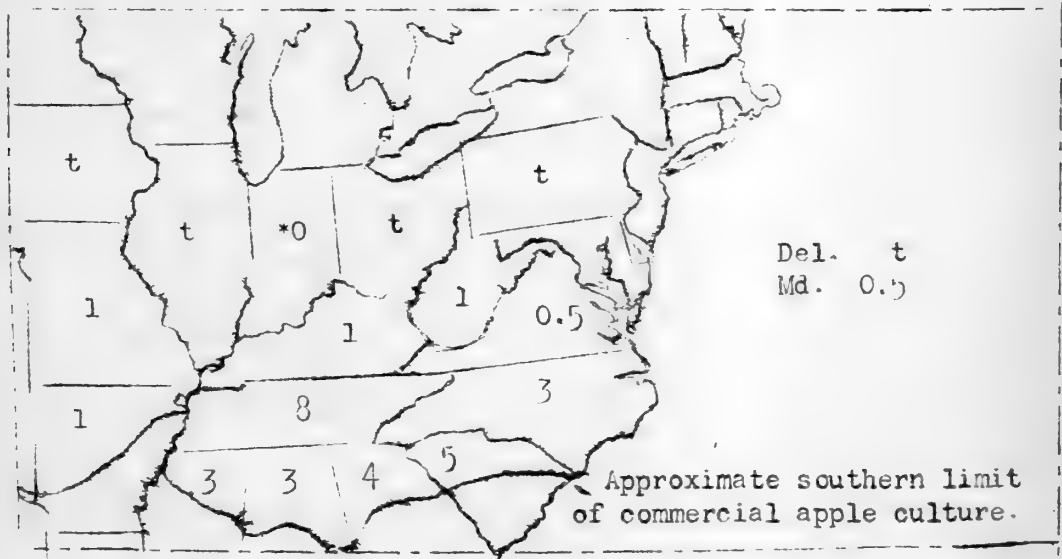 t
t
t
*0
t
Del. t
Md. 0.5
1
1
1
0.5
1
8
3
3
3
4
5
Approximate southern limit
of commercial apple culture.